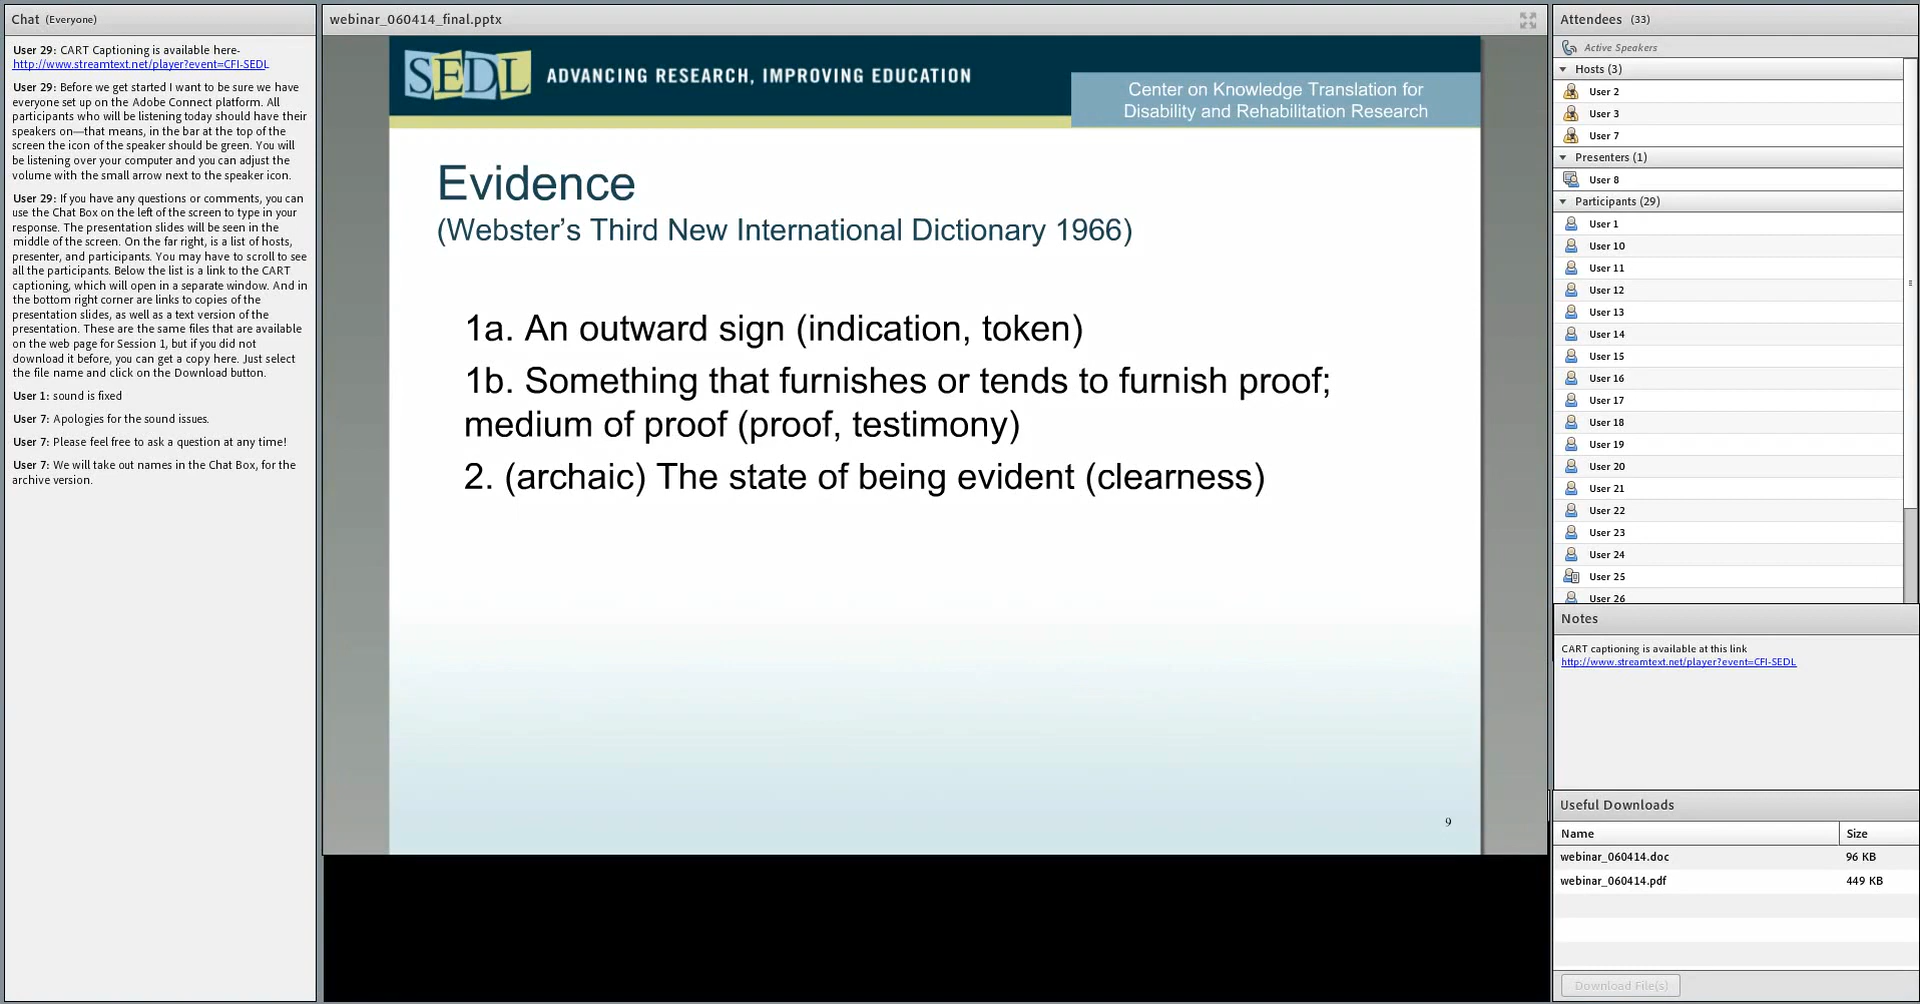 Chat (Everyone)
User 29: CART Captioning is available here-
http://www.streamtext.net/player?event=CFI-SEDL
User 29: Before we get started I want to be sure we have
everyone set up on the Adobe Connect platform. All
participants who will be listening today should have their
speakers on—that means, in the bar at the top of the
screen the icon of the speaker should be green. You will
be listening over your computer and you can adjust the
volume with the small arrow next to the speaker icon.
User 29: If you have any questions or comments, you can
use the Chat Box on the left of the screen to type in your
response. The presentation slides will be seen in the
middle of the screen. On the far right, is a list of hosts,
presenter, and participants. You may have to scroll to see
all the participants. Below the list is a link to the CART
captioning, which will open in a separate window. And in
the bottom right corner are links to copies of the
presentation slides, as well as a text version of the
presentation. These are the same files that are available
on the web page for Session 1, but if you did not
download it before, you can get a copy here. Just select
the file name and click on the Download button.
User 1: sound is fixed
User 7: Apologies for the sound issues.
User 7: Please feel free to ask a question at any time!
User 7: We will take out names in the Chat Box, for the
archive version.
webinar_060414_final.pptx
SEDL ADVANCING RESEARCH, IMPROVING EDUCATION
Center on Knowledge Translation for
Disability and Rehabilitation Research
Evidence
(Webster’s Third New International Dictionary 1966)
1a. An outward sign (indication, token)
1b. Something that furnishes or tends to furnish proof;
medium of proof (proof, testimony)
2. (archaic) The state of being evident (clearness)
9
Attendees (33)
Active Speakers
Hosts (3)
User 2
User 3
User 7
Presenters (1)
User 8
Participants (29)
User 1
User 10
User 11
User 12
User 13
User 14
User 15
User 16
User 17
User 18
User 19
User 20
User 21
User 22
User 23
User 24
User 25
User 26
Notes
CART captioning is available at this link
http://www.streamtext.net/player?event=CFI-SEDL
Useful Downloads
Name Size
webinar_060414.doc 96 KB
webinar_060414.pdf 449 KB
Download File(s)